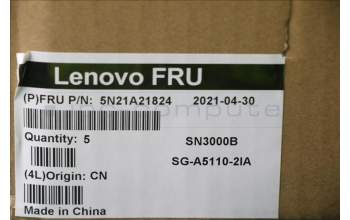 Lenovo FRU
(P)FRU P/N: 5N21A21824 2021-04-30
Quantity: 5 SN3000B
SG-A5110-2IA
(4L)Origin: CN
Made in China